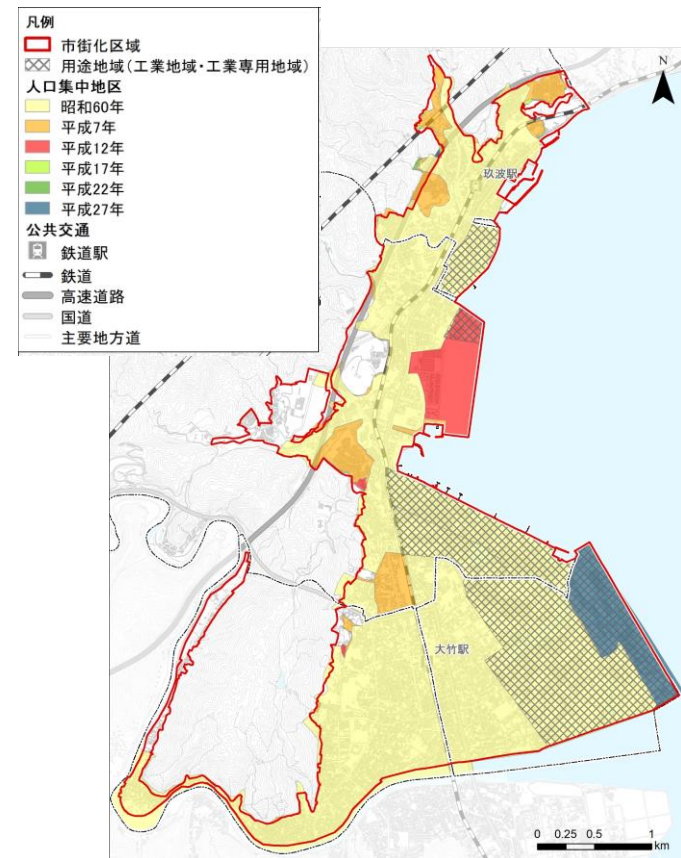 凡例
市街化区域
用途地域(工業地域・工業専用地域)
人口集中地区
昭和60年
平成7年
平成12年
平成17年
平成22年
平成27年
公共交通
鉄道駅
鉄道
高速道路
国道
主要地方道
N
玖波駅
大竹駅
0 0.25 0.5 1
km